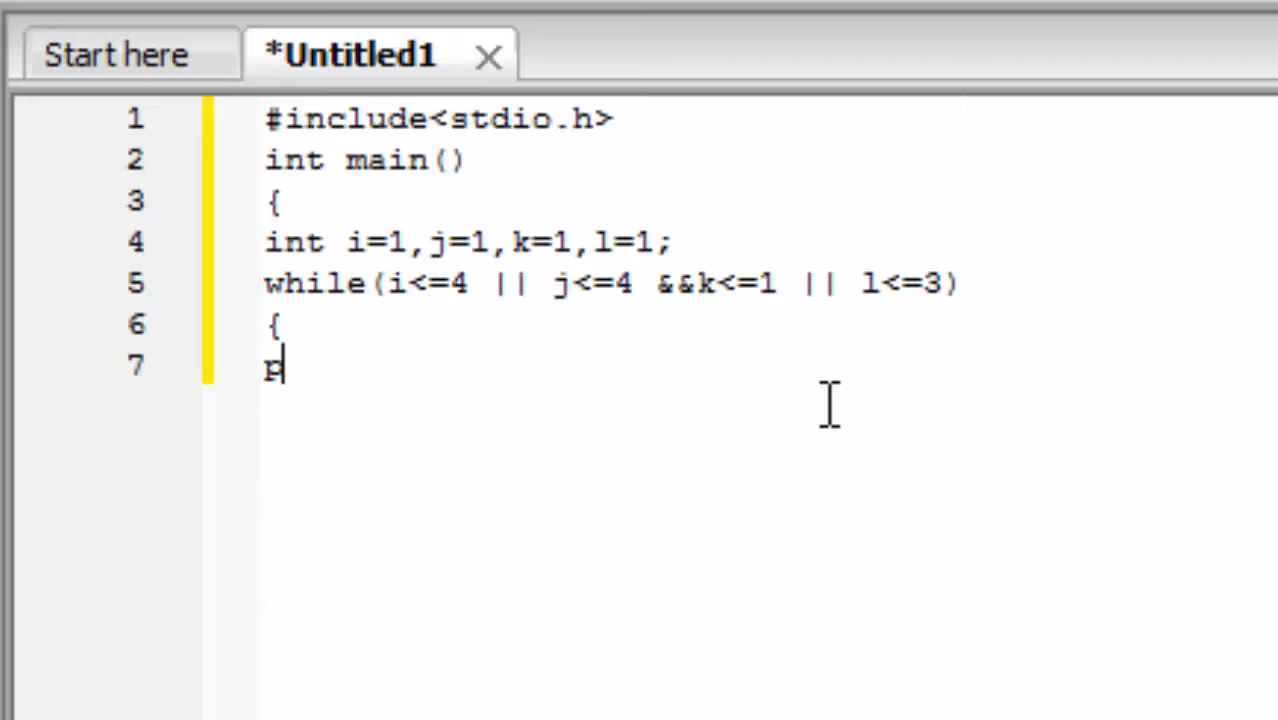 Start here
*Untitled1
1 #include<stdio.h>
2 int main()
3 {
4 int i=1,j=1,k=1,l=1;
5 while(i<=4 || j<=4 &&k<=1 || l<=3)
6 {
7 p